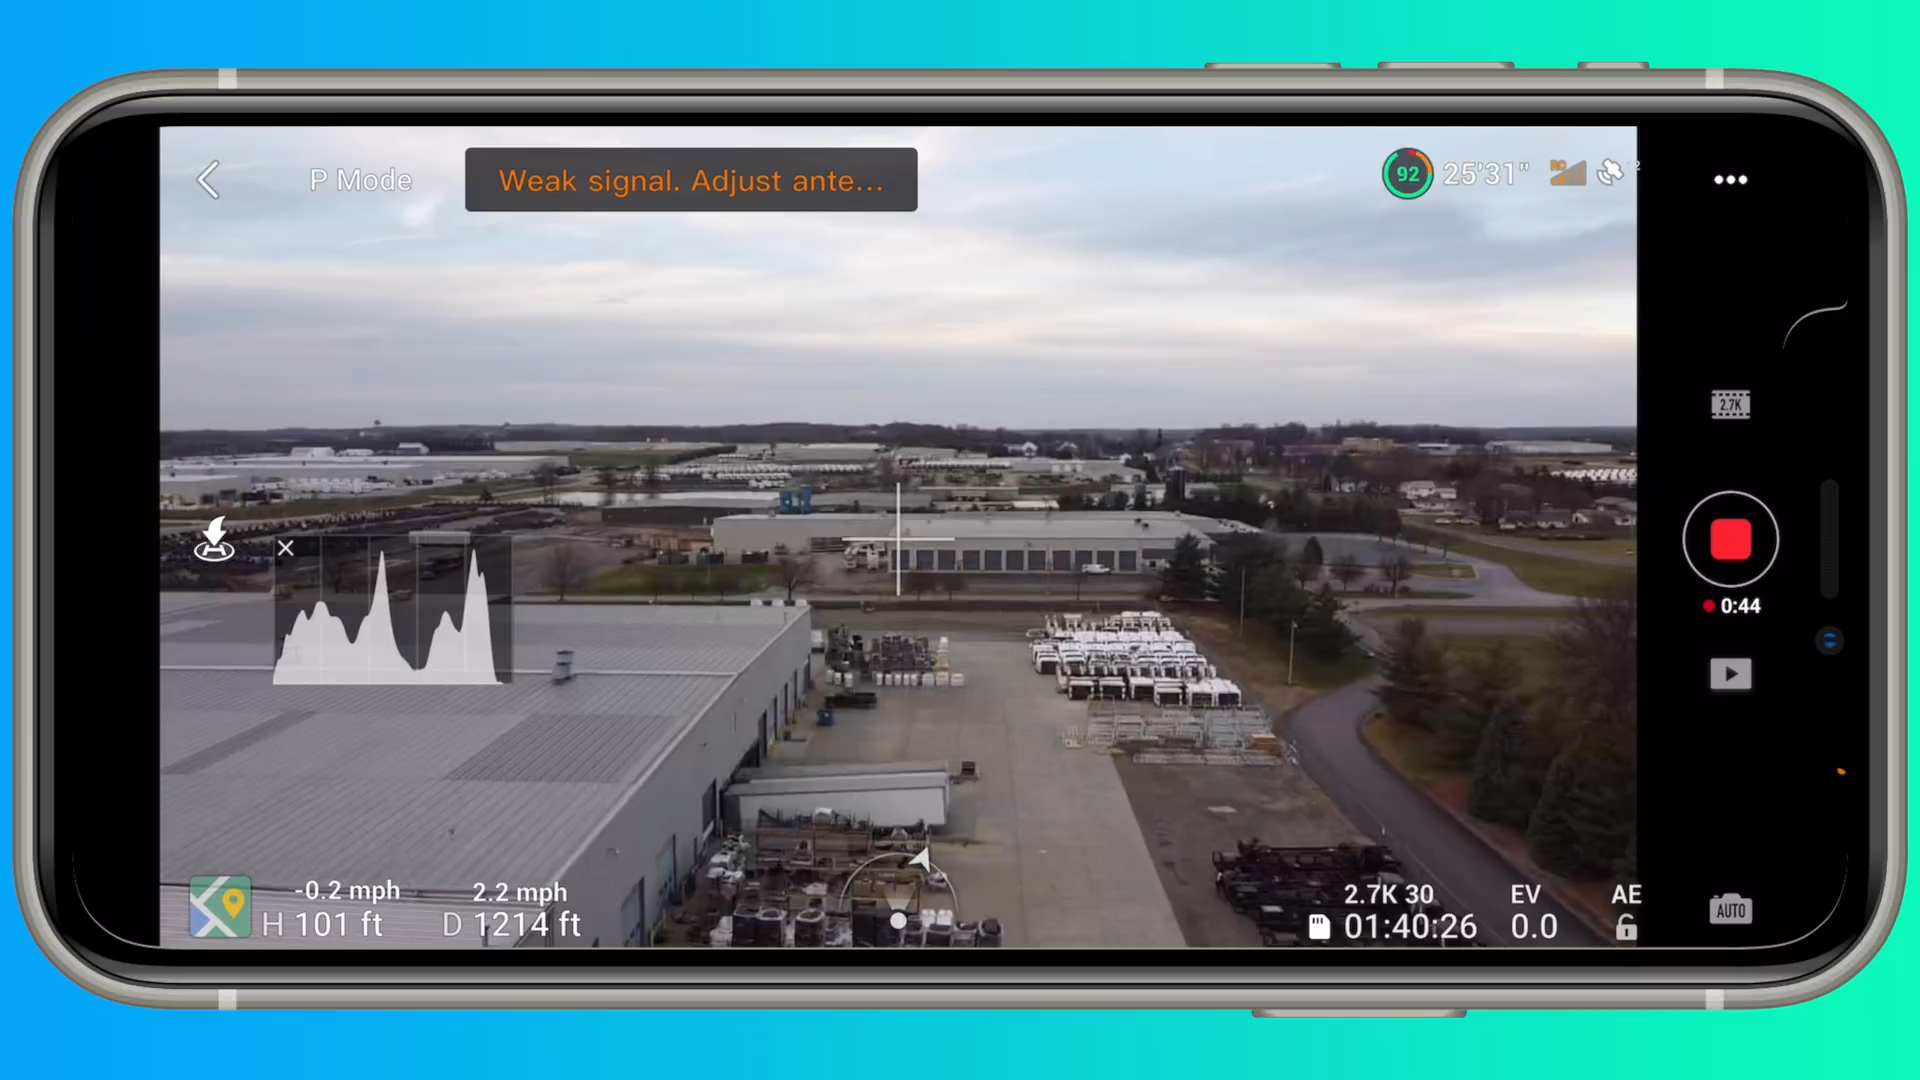 P Mode
Weak signal. Adjust ante...
92
25'31"
2.7K
0:44
-0.2 mph
2.2 mph
H 101 ft
D 1214 ft
2.7K 30
EV
AE
01:40:26
0.0
AUTO